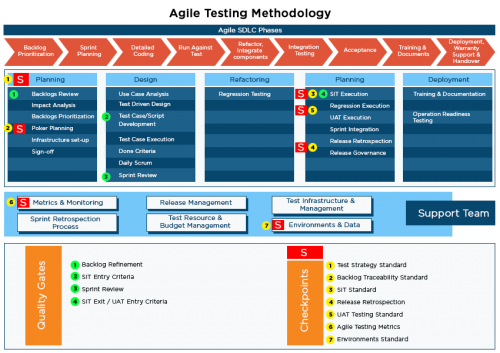 Agile Testing Methodology
Agile SDLC Phases
Backlog
Prioritization
Sprint
Planning
Detailed
Coding
Run Against
Test
Refactor,
Integrate
components
Integration
Testing
Acceptance
Training &
Documents
Deployment,
Warranty
Support &
Handover
1 S Planning
Design
Refactoring
Planning
Deployment
1 Backlogs Review
Impact Analysis
Backlogs Prioritization
2 S Poker Planning
Infrastructure set-up
Sign-off
Use Case Analysis
Test Driven Design
2 Test Case/Script
Development
Test Case Execution
Done Criteria
Daily Scrum
3 Sprint Review
Regression Testing
S 3 4 SIT Execution
Regression Execution
S 5 UAT Execution
Sprint Integration
S 4 Release Retrospection
Release Governance
Training & Documentation
Operation Readiness
Testing
6 S Metrics & Monitoring
Release Management
Test Infrastructure &
Management
Sprint Retrospection
Process
Test Resource &
Budget Management
7 S Environments & Data
Support Team
Quality Gates
1 Backlog Refinement
2 SIT Entry Criteria
3 Sprint Review
4 SIT Exit / UAT Entry Criteria
S
Checkpoints
1 Test Strategy Standard
2 Backlog Traceability Standard
3 SIT Standard
4 Release Retrospection
5 UAT Testing Standard
6 Agile Testing Metrics
7 Environments Standard